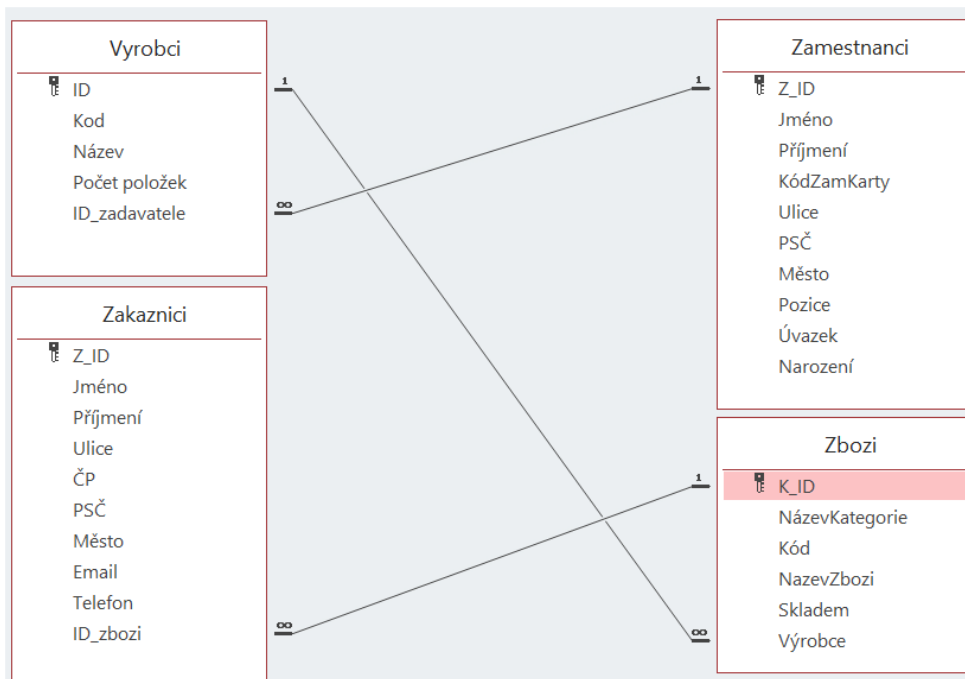 Vyrobci
ID
Kod
Název
Počet položek
ID_zadavatele
1
∞
Zakaznici
Z_ID
Jméno
Příjmení
Ulice
ČP
PSČ
Město
Email
Telefon
ID_zbozi
∞
Zamestnanci
1
Z_ID
Jméno
Příjmení
KódZamKarty
Ulice
PSČ
Město
Pozice
Úvazek
Narození
Zbozi
1
K_ID
NázevKategorie
Kód
NazevZbozi
Skladem
∞
Výrobce